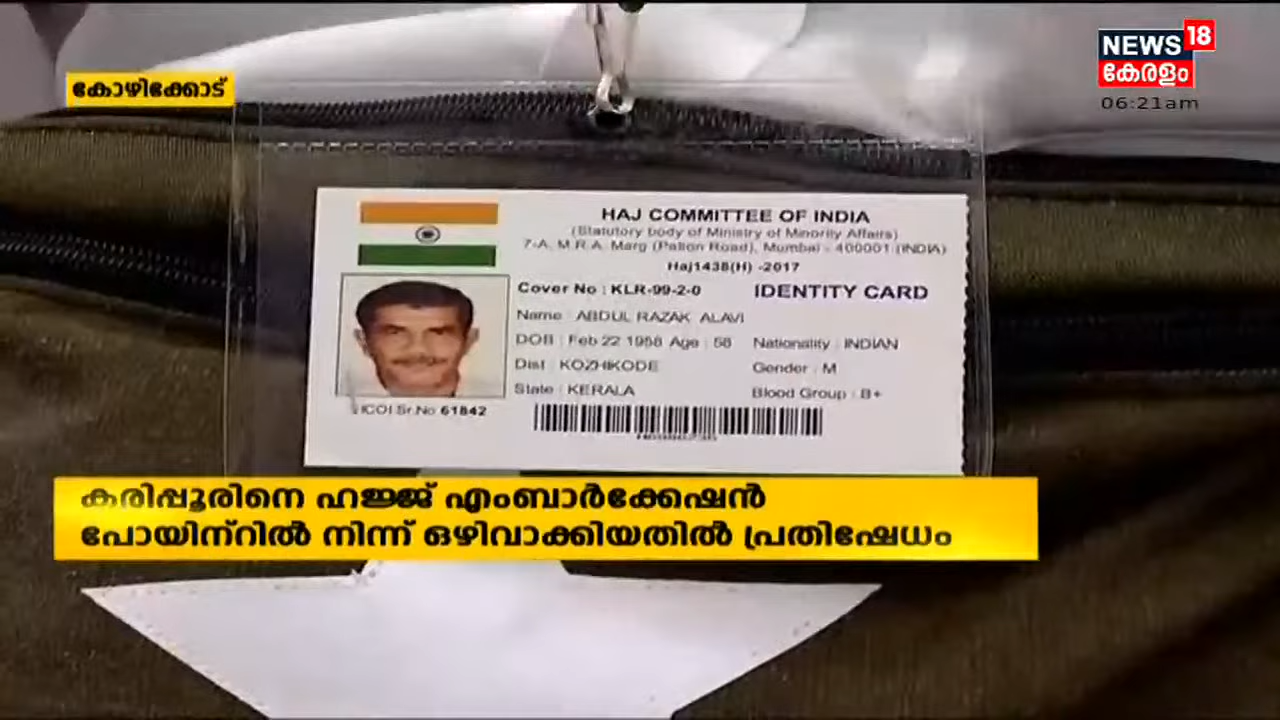 NEWS 18
കേരളം
06:21am
കോഴിക്കോട്
HAJ COMMITTEE OF INDIA
(Statutory body of Ministry of Minority Affairs)
7-A, M.R.A. Marg (Palton Road), Mumbai - 400001 (INDIA)
Haj1438(H) -2017
Cover No : KLR-99-2-0 IDENTITY CARD
Name : ABDUL RAZAK ALAVI
DOB : Feb 22 1958 Age : 58 Nationality : INDIAN
Dist : KOZHIKODE Gender : M
State : KERALA Blood Group : B+
HCOI Sr.No 61842
കരിപ്പൂരിനെ ഹജ്ജ് എംബാർക്കേഷൻ
പോയിന്റിൽ നിന്ന് ഒഴിവാക്കിയതിൽ പ്രതിഷേധം